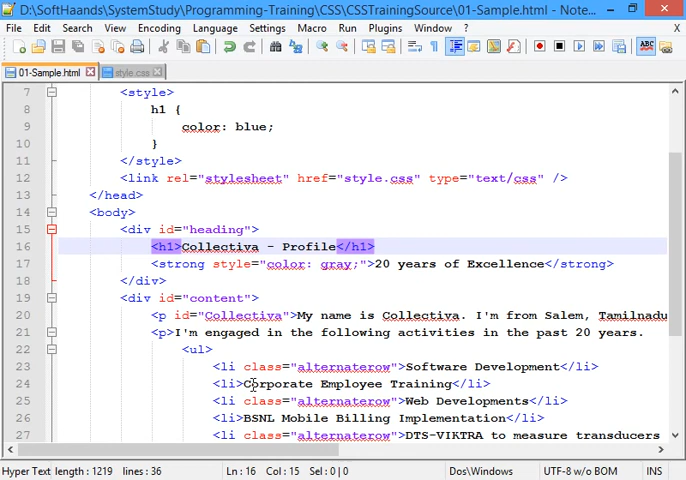 D:\SoftHaands\SystemStudy\Programming-Training\CSS\CSSTrainingSource\01-Sample.html - Note...
File Edit Search View Encoding Language Settings Macro Run Plugins Window ? X
ABC
01-Sample.html style.css
7 <style>
8 h1 {
9 color: blue;
10 }
11 </style>
12 <link rel="stylesheet" href="style.css" type="text/css" />
13 </head>
14 <body>
15 <div id="heading">
16 <h1>Collectiva - Profile</h1>
17 <strong style="color: gray;">20 years of Excellence</strong>
18 </div>
19 <div id="content">
20 <p id="Collectiva">My name is Collectiva. I'm from Salem, Tamilnadu
21 <p>I'm engaged in the following activities in the past 20 years.
22 <ul>
23 <li class="alternaterow">Software Development</li>
24 <li>Corporate Employee Training</li>
25 <li class="alternaterow">Web Developments</li>
26 <li>BSNL Mobile Billing Implementation</li>
27 <li class="alternaterow">DTS-VIKTRA to measure transducers
Hyper Text length : 1219 lines : 36 Ln : 16 Col : 15 Sel : 0 | 0 Dos\Windows UTF-8 w/o BOM INS